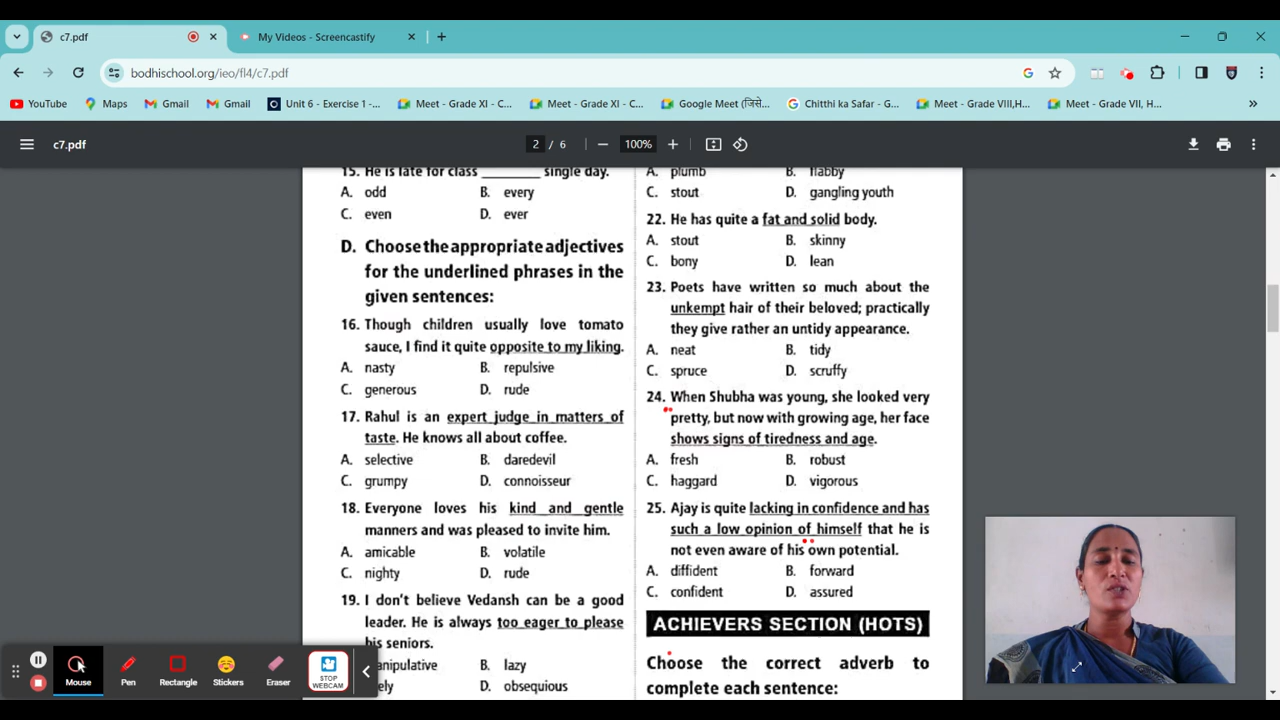 c7.pdf
My Videos - Screencastify
bodhischool.org/ieo/fl4/c7.pdf
YouTube
Maps
Gmail
Gmail
Unit 6 - Exercise 1 -...
Meet - Grade XI - C...
Meet - Grade XI - C...
Google Meet (जिसे...
Chitthi ka Safar - G...
Meet - Grade VIII,H...
Meet - Grade VII, H...
c7.pdf
2 / 6
100%
15. He is late for class ________ single day.
A. odd B. every
C. even D. ever
D. Choose the appropriate adjectives
for the underlined phrases in the
given sentences:
16. Though children usually love tomato
sauce, I find it quite opposite to my liking.
A. nasty B. repulsive
C. generous D. rude
17. Rahul is an expert judge in matters of
taste. He knows all about coffee.
A. selective B. daredevil
C. grumpy D. connoisseur
18. Everyone loves his kind and gentle
manners and was pleased to invite him.
A. amicable B. volatile
C. nighty D. rude
19. I don't believe Vedansh can be a good
leader. He is always too eager to please
his seniors.
anipulative B. lazy
ely D. obsequious
A. plumb B. flabby
C. stout D. gangling youth
22. He has quite a fat and solid body.
A. stout B. skinny
C. bony D. lean
23. Poets have written so much about the
unkempt hair of their beloved; practically
they give rather an untidy appearance.
A. neat B. tidy
C. spruce D. scruffy
24. When Shubha was young, she looked very
pretty, but now with growing age, her face
shows signs of tiredness and age.
A. fresh B. robust
C. haggard D. vigorous
25. Ajay is quite lacking in confidence and has
such a low opinion of himself that he is
not even aware of his own potential.
A. diffident B. forward
C. confident D. assured
ACHIEVERS SECTION (HOTS)
Choose the correct adverb to
complete each sentence:
Mouse
Pen
Rectangle
Stickers
Eraser
STOP
WEBCAM